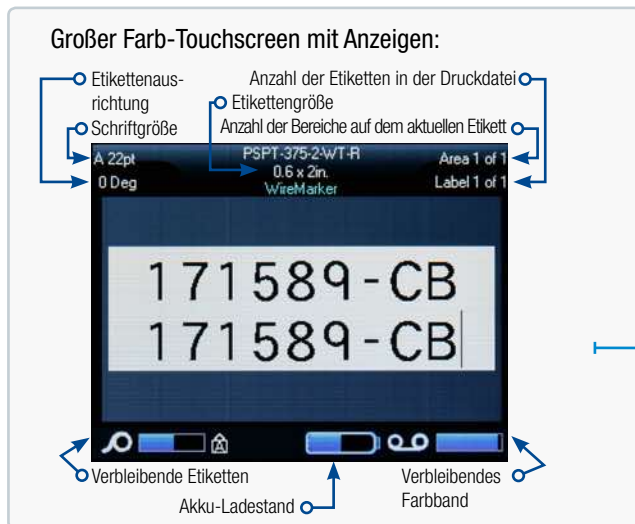 Großer Farb-Touchscreen mit Anzeigen:
Etikettenaus-
richtung
Anzahl der Etiketten in der Druckdatei
Etikettengröße
Schriftgröße
Anzahl der Bereiche auf dem aktuellen Etikett
A 22pt
PSPT-375-2-WT-R
Area 1 of 1
0 Deg
0.6 x 2in.
Label 1 of 1
WireMarker
171589-CB
171589-CB
A
Verbleibende Etiketten
Verbleibendes
Farbband
Akku-Ladestand